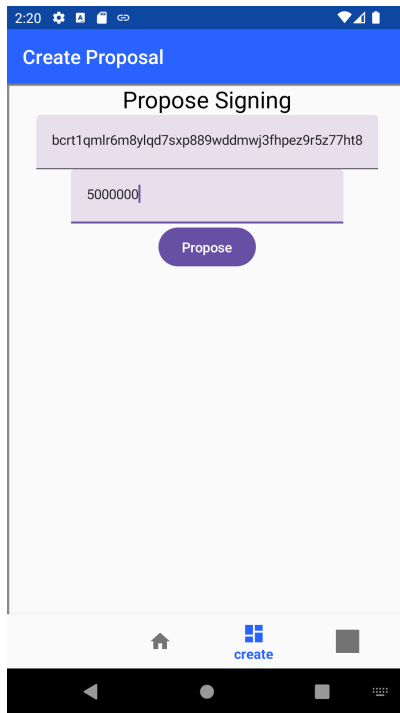 2:20
Create Proposal
Propose Signing
bcrt1qmlr6m8ylqd7sxp889wddmwj3fhpez9r5z77ht8
5000000
Propose
create